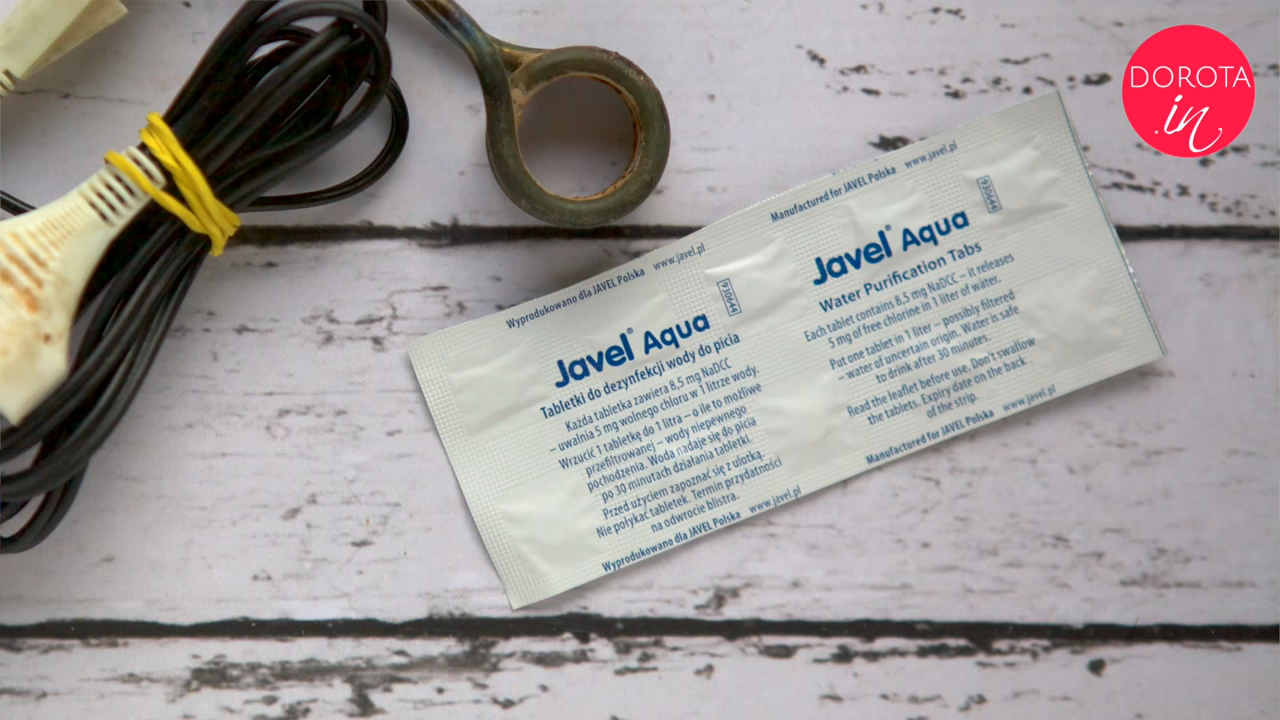 DOROTA
.in
Wyprodukowano dla JAVEL Polska www.javel.pl
930644
Javel® Aqua
Tabletki do dezynfekcji wody do picia
Każda tabletka zawiera 8,5 mg NaDCC
– uwalnia 5 mg wolnego chloru w 1 litrze wody.
Wrzucić 1 tabletkę do 1 litra – o ile to możliwe
przefiltrowanej – wody niepewnego
pochodzenia. Woda nadaje się do picia
po 30 minutach działania tabletki.
Przed użyciem zapoznać się z ulotką.
Nie połykać tabletek. Termin przydatności
na odwrocie blistra.
Wyprodukowano dla JAVEL Polska www.javel.pl
Manufactured for JAVEL Polska www.javel.pl
930644
Javel® Aqua
Water Purification Tabs
Each tablet contains 8,5 mg NaDCC – it releases
5 mg of free chlorine in 1 liter of water.
Put one tablet in 1 liter – possibly filtered
– water of uncertain origin. Water is safe
to drink after 30 minutes.
Read the leaflet before use. Don't swallow
the tablets. Expiry date on the back
of the strip.
Manufactured for JAVEL Polska www.javel.pl